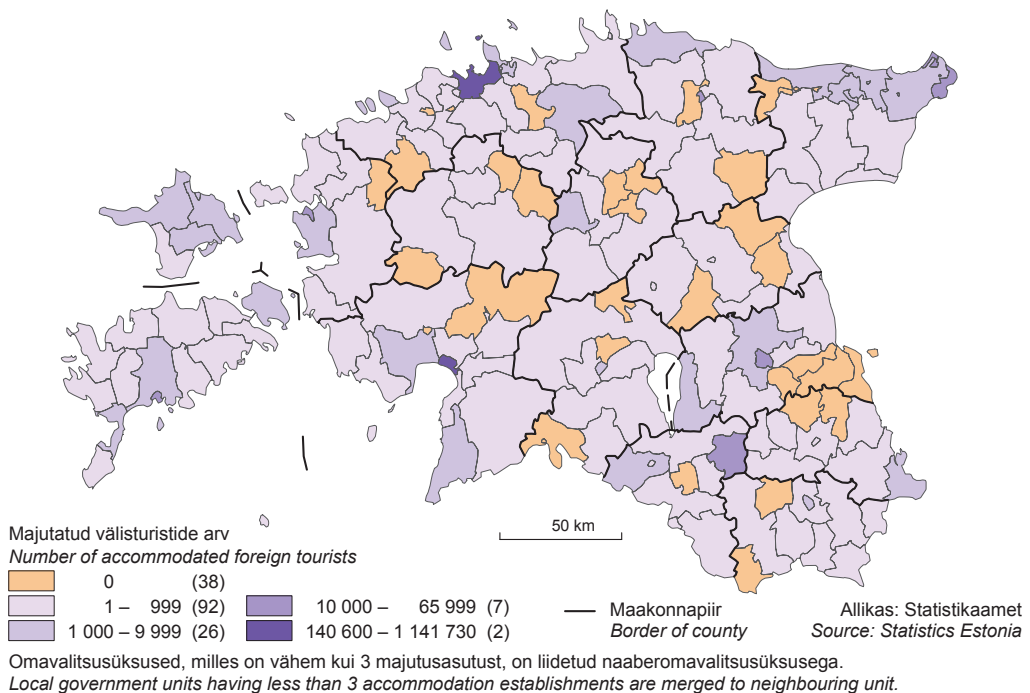 50 km
Majutatud välisturistide arv
Number of accommodated foreign tourists
0 (38)
1 – 999 (92)
1 000 – 9 999 (26)
10 000 – 65 999 (7)
140 600 – 1 141 730 (2)
Maakonnapiir
Border of county
Allikas: Statistikaamet
Source: Statistics Estonia
Omavalitsusüksused, milles on vähem kui 3 majutusasutust, on liidetud naaberomavalitsusüksusega.
Local government units having less than 3 accommodation establishments are merged to neighbouring unit.